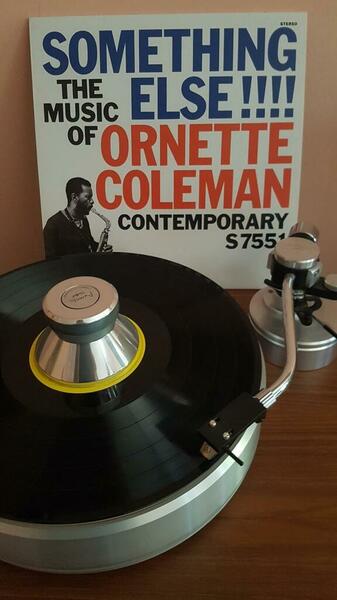 STEREO
SOMETHING
THE ELSE!!!!
MUSIC
OF ORNETTE
COLEMAN
CONTEMPORARY
S7551